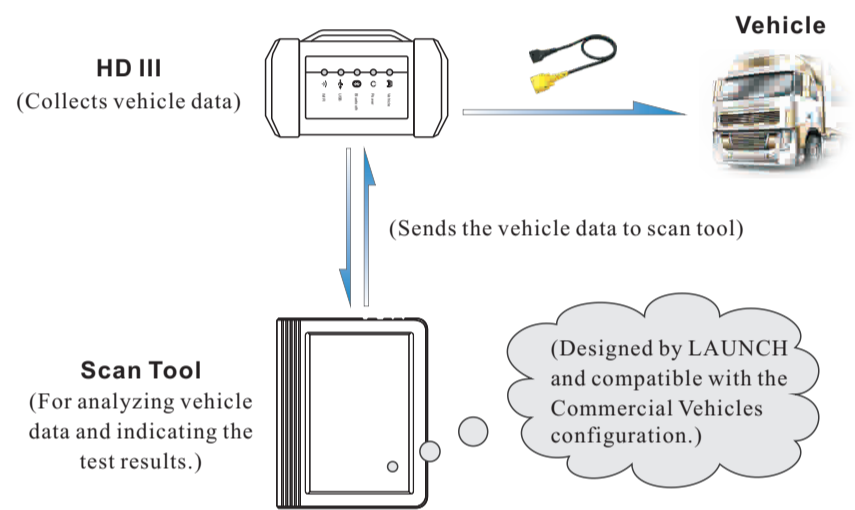 Vehicle
HD III
(Collects vehicle data)
(Sends the vehicle data to scan tool)
Scan Tool
(For analyzing vehicle
data and indicating the
test results.)
(Designed by LAUNCH
and compatible with the
Commercial Vehicles
configuration.)